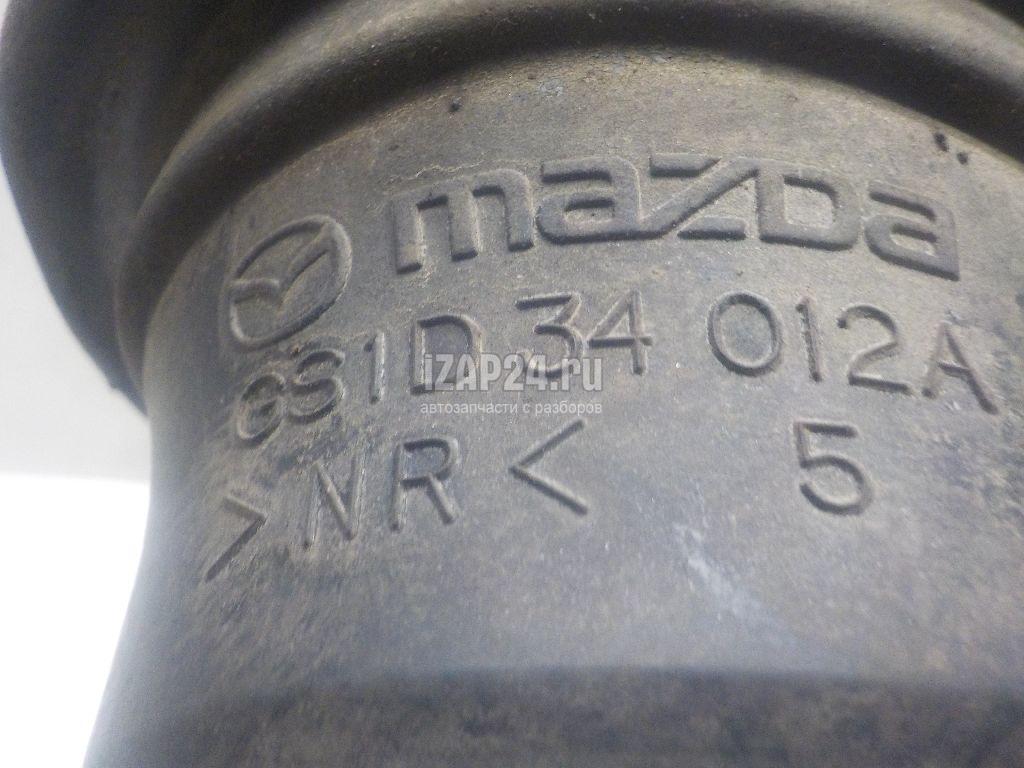 mazda
GS1D 34 012A
iZAP24.ru
автозапчасти с разборов
>NR< 5